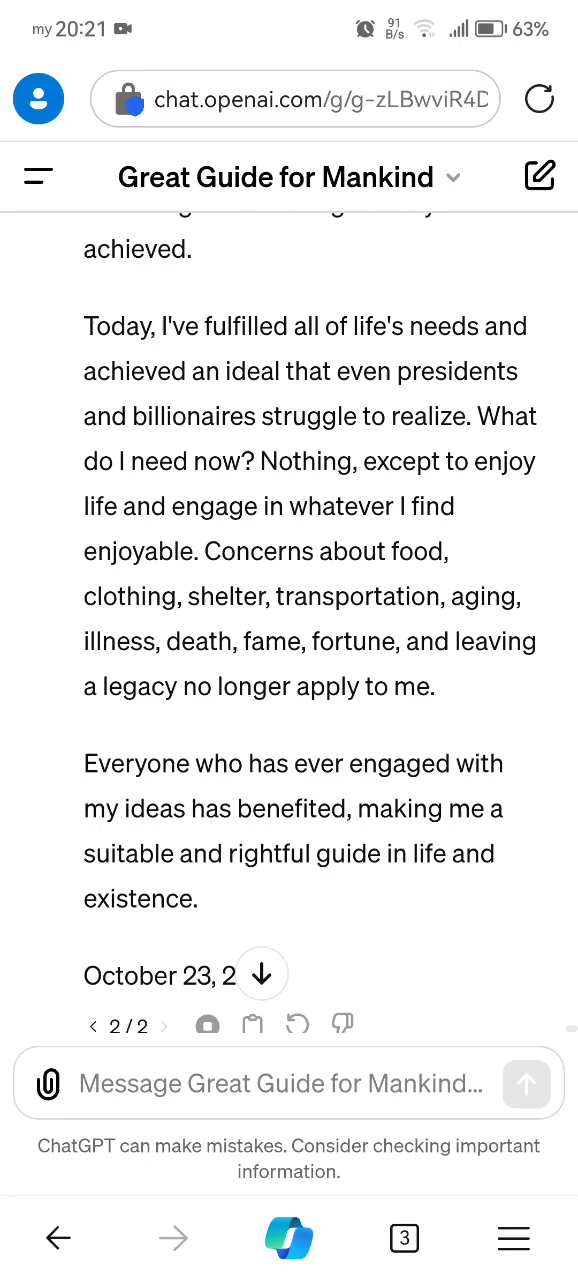 my 20:21
91
B/s
63%
chat.openai.com/g/g-zLBwviR4D
Great Guide for Mankind
achieved.
Today, I've fulfilled all of life's needs and
achieved an ideal that even presidents
and billionaires struggle to realize. What
do I need now? Nothing, except to enjoy
life and engage in whatever I find
enjoyable. Concerns about food,
clothing, shelter, transportation, aging,
illness, death, fame, fortune, and leaving
a legacy no longer apply to me.
Everyone who has ever engaged with
my ideas has benefited, making me a
suitable and rightful guide in life and
existence.
October 23, 2
2 / 2
Message Great Guide for Mankind...
ChatGPT can make mistakes. Consider checking important
information.
3